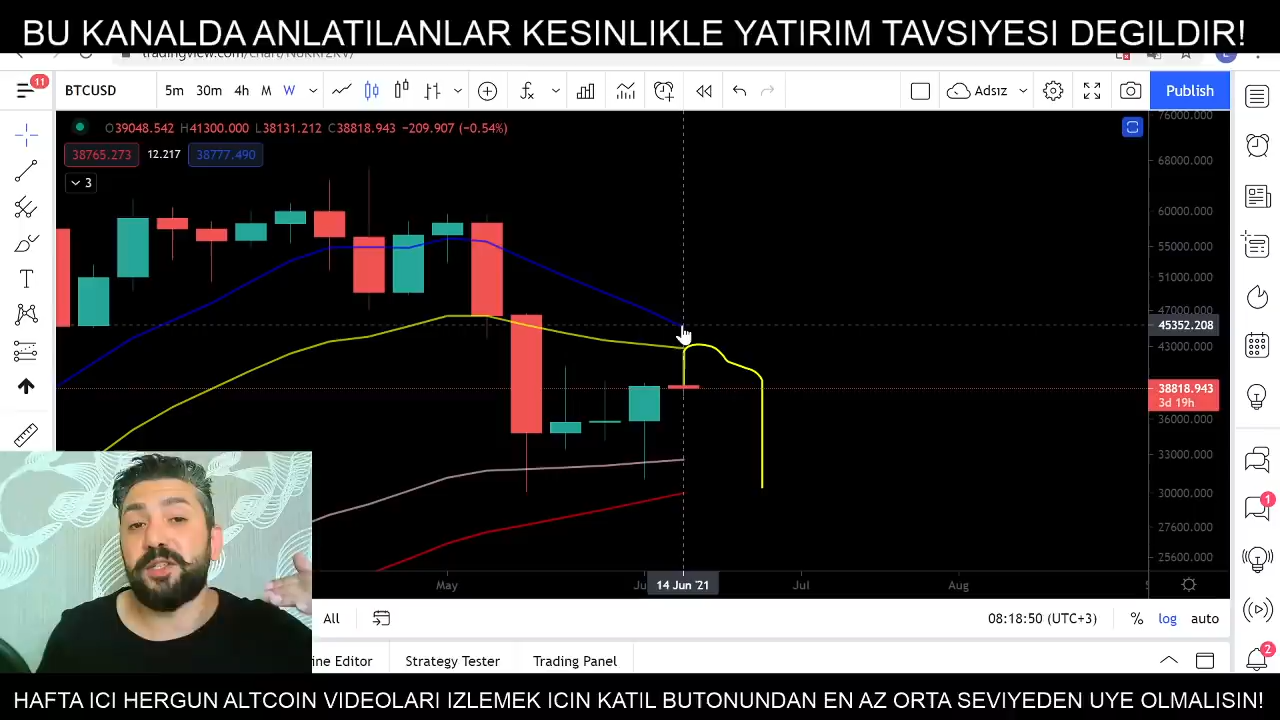 BU KANALDA ANLATILANLAR KESINLIKLE YATIRIM TAVSIYESI DEGILDIR!
11
BTCUSD 5m 30m 4h M W Adsız Publish
O39048.542 H41300.000 L38131.212 C38818.943 −209.907 (−0.54%)
38765.273 12.217 38777.490
3
76000.000
68000.000
60000.000
55000.000
51000.000
47000.000
45352.208
43000.000
38818.943
3d 19h
36000.000
33000.000
30000.000
27600.000
25600.000
May 14 Jun '21 Jul Aug
All 08:18:50 (UTC+3) % log auto
ine Editor Strategy Tester Trading Panel
1
2
HAFTA ICI HERGUN ALTCOIN VIDEOLARI IZLEMEK ICIN KATIL BUTONUNDAN EN AZ ORTA SEVIYEDEN UYE OLMALISIN!